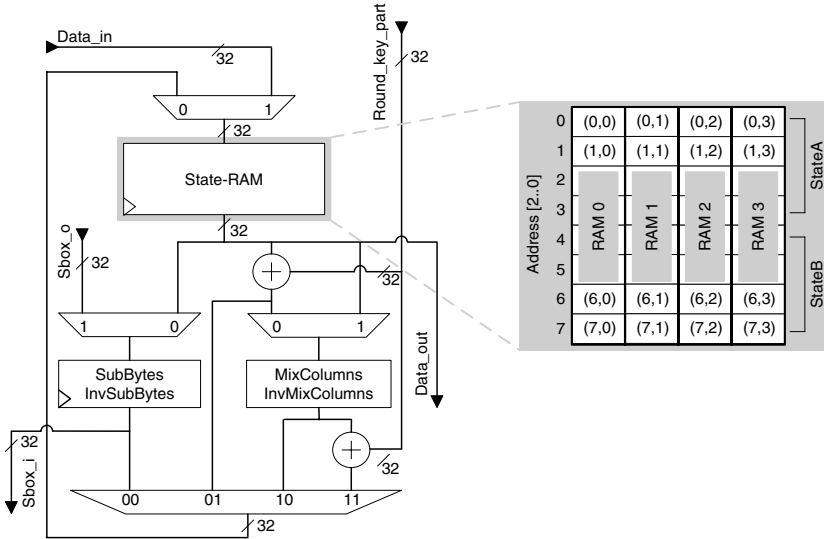 Data_in
32
Round_key_part
32
0 1
32
State-RAM
32
Sbox_o
32
32
1 0
0 1
SubBytes
InvSubBytes
MixColumns
InvMixColumns
Data_out
32
Sbox_i
32
00 01 10 11
32
Address [2..0]
0 (0,0) (0,1) (0,2) (0,3)
1 (1,0) (1,1) (1,2) (1,3)
2
3
4
5
RAM 0
RAM 1
RAM 2
RAM 3
6 (6,0) (6,1) (6,2) (6,3)
7 (7,0) (7,1) (7,2) (7,3)
StateA
StateB